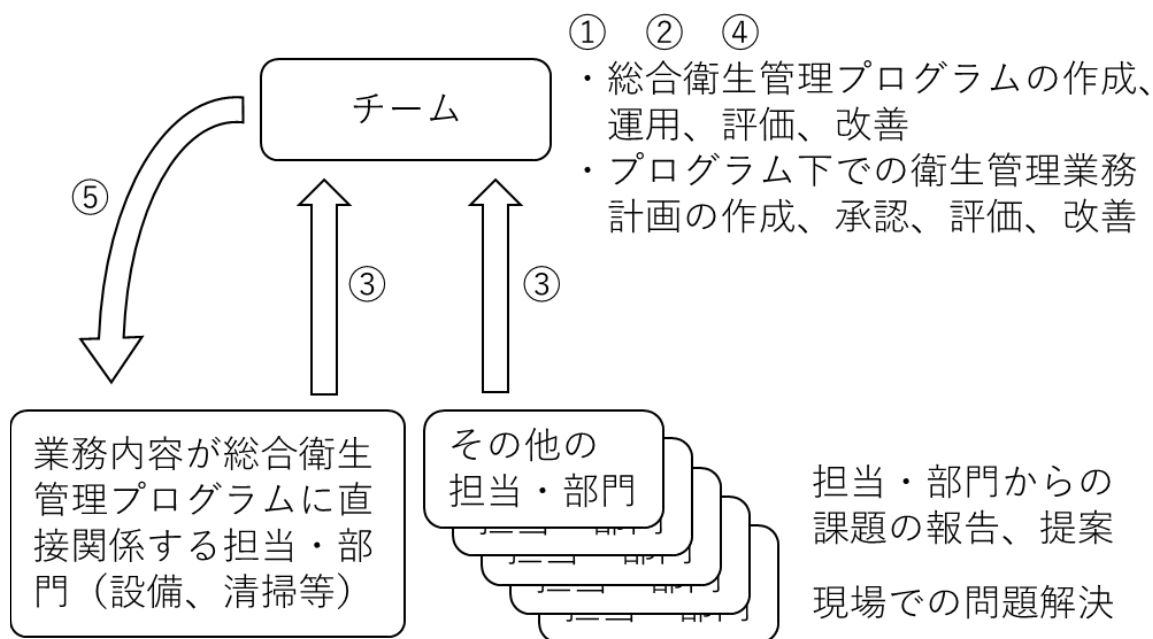 ① ② ④
チーム
・総合衛生管理プログラムの作成、
運用、評価、改善
・プログラム下での衛生管理業務
計画の作成、承認、評価、改善
⑤
③
③
業務内容が総合衛生
管理プログラムに直
接関係する担当・部
門（設備、清掃等）
その他の
担当・部門
担当・部門からの
課題の報告、提案
現場での問題解決